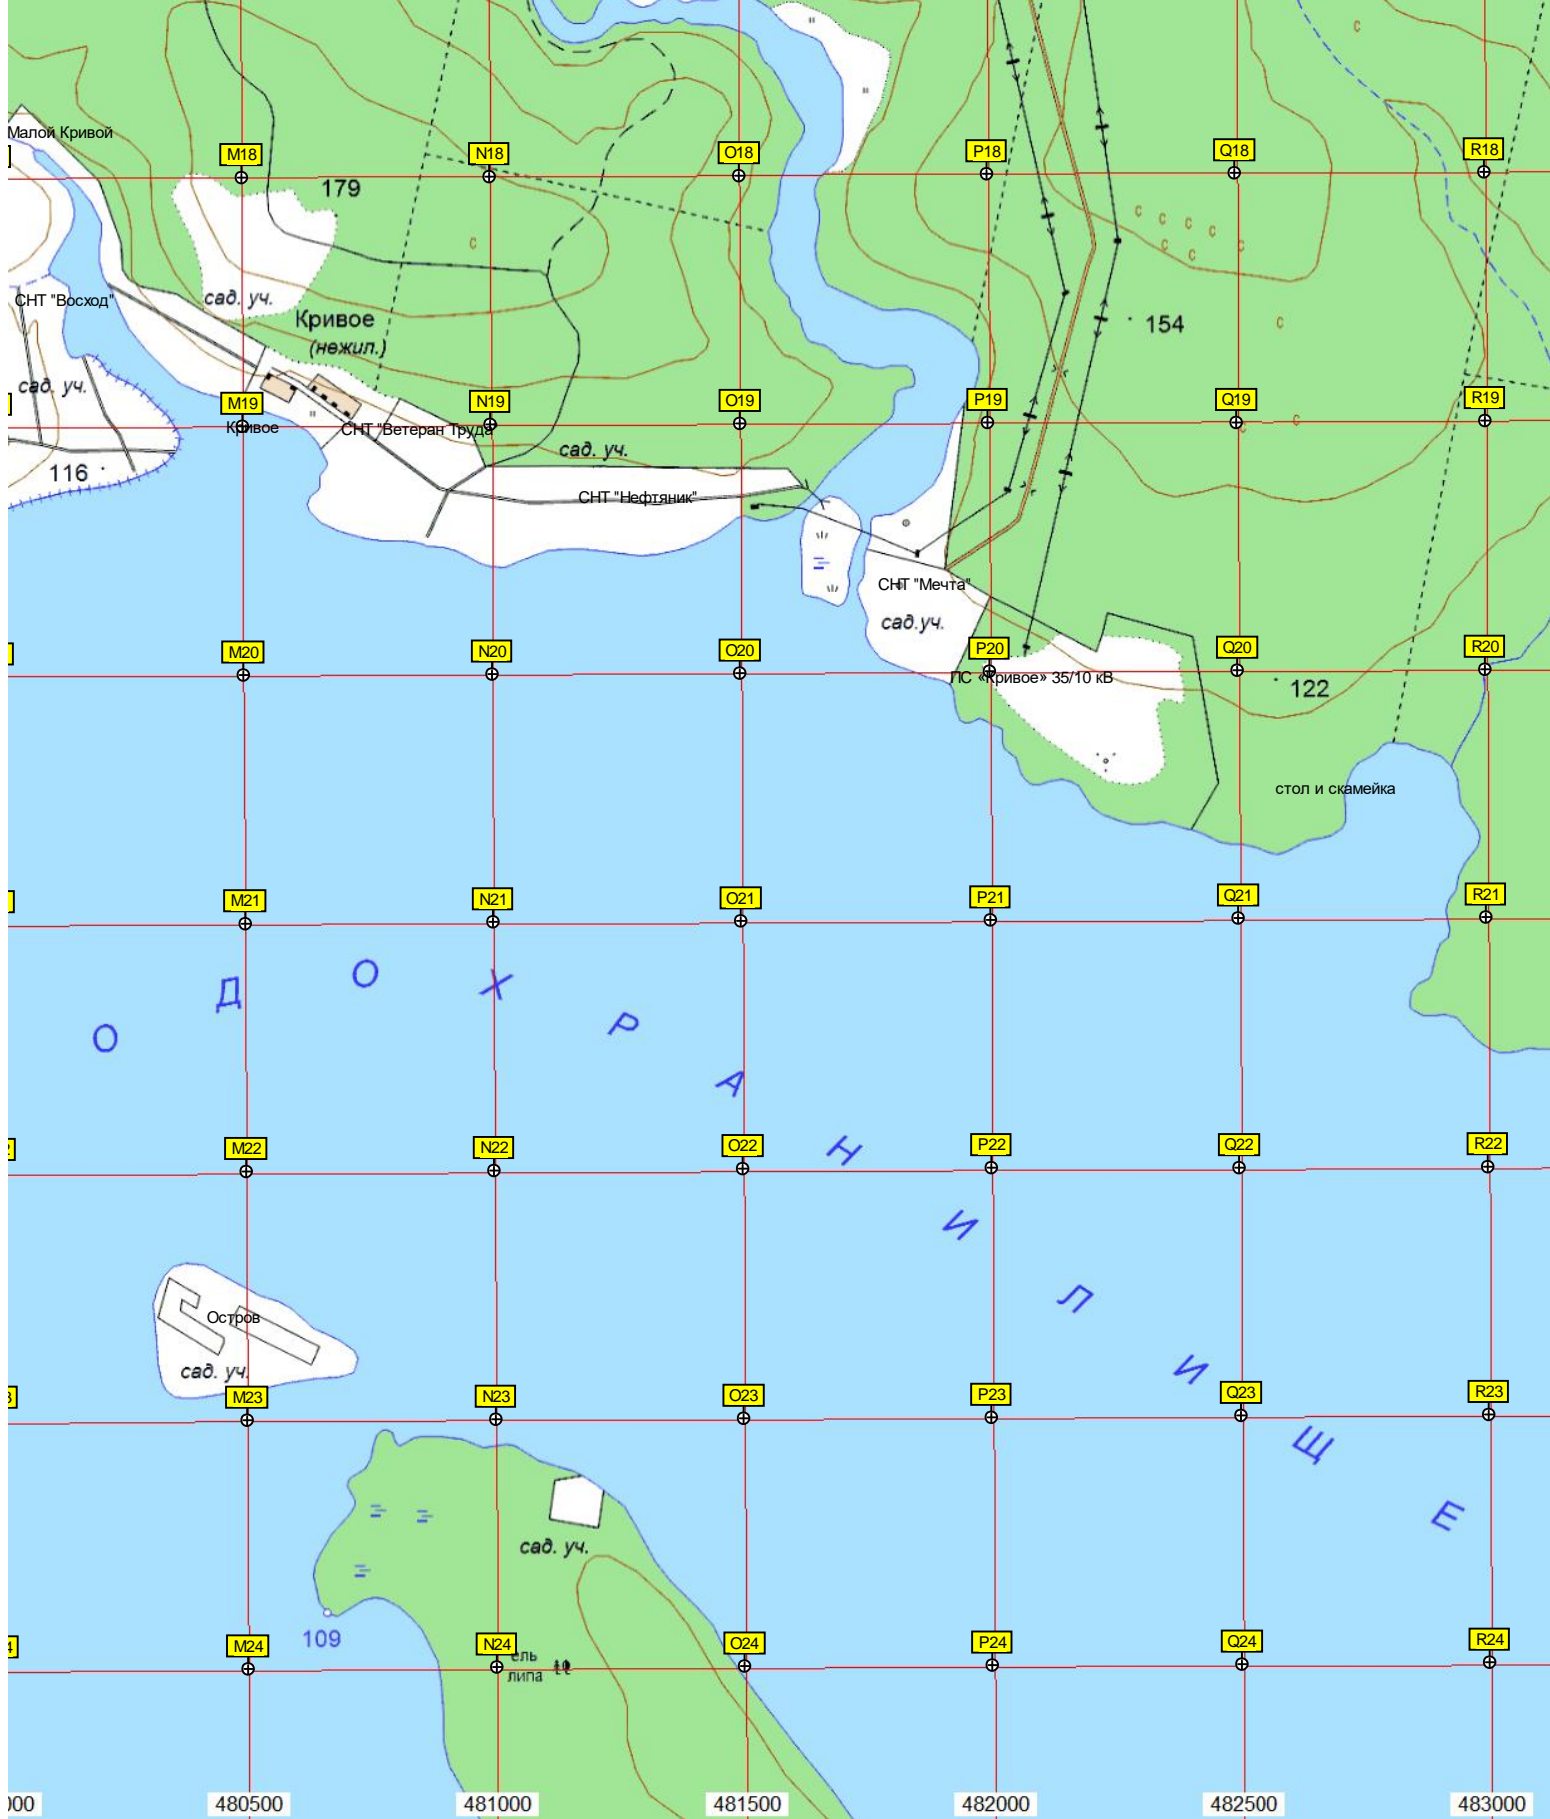 Малой Кривой
M18
N18
O18
P18
Q18
R18
179
СНТ "Восход"
сад. уч.
Кривое
(нежил.)
154
сад. уч.
M19
N19
O19
P19
Q19
R19
Кривое
СНТ "Ветеран Труда"
сад. уч.
116
СНТ "Нефтяник"
СНТ "Мечта"
сад.уч.
M20
N20
O20
P20
Q20
R20
ПС «Кривое» 35/10 кВ
122
стол и скамейка
M21
N21
O21
P21
Q21
R21
О Д О Х Р А Н И Л И Щ Е
M22
N22
O22
P22
Q22
R22
Остров
сад. уч.
M23
N23
O23
P23
Q23
R23
сад. уч.
109
M24
N24
O24
P24
Q24
R24
ель
липа
000
480500
481000
481500
482000
482500
483000